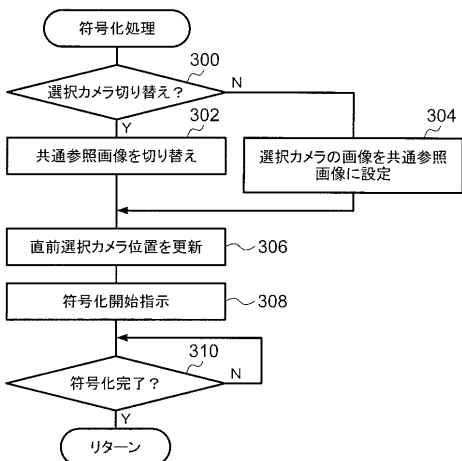 符号化処理
300
選択カメラ切り替え?
N
Y
302
304
共通参照画像を切り替え
選択カメラの画像を共通参照
画像に設定
直前選択カメラ位置を更新
306
符号化開始指示
308
310
符号化完了?
N
Y
リターン